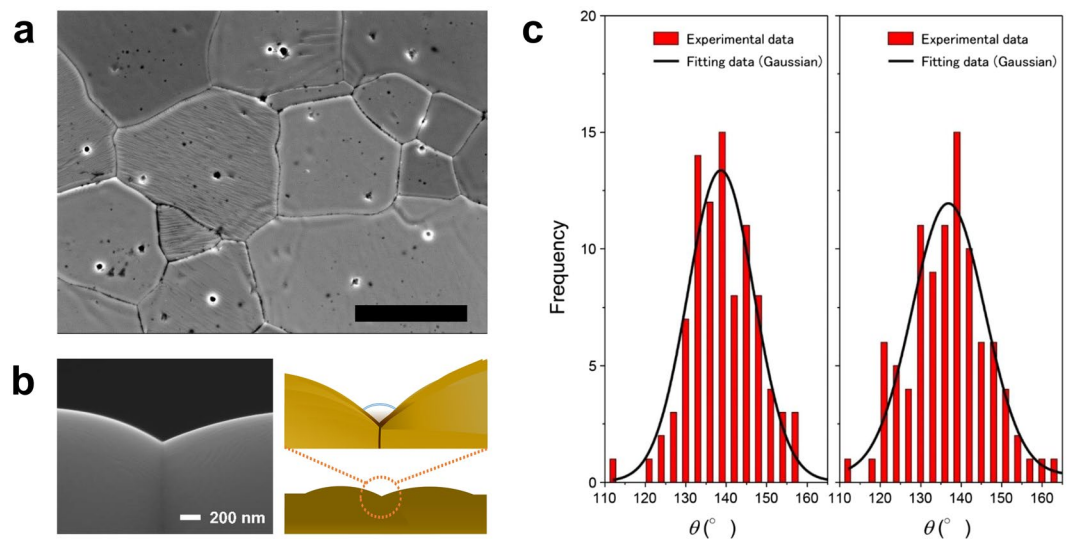 a
b
200 nm
c
Frequency
20
15
10
5
0
Experimental data
Fitting data (Gaussian)
110 120 130 140 150
θ (° )
Experimental data
Fitting data (Gaussian)
110 120 130 140 150 160
θ (° )